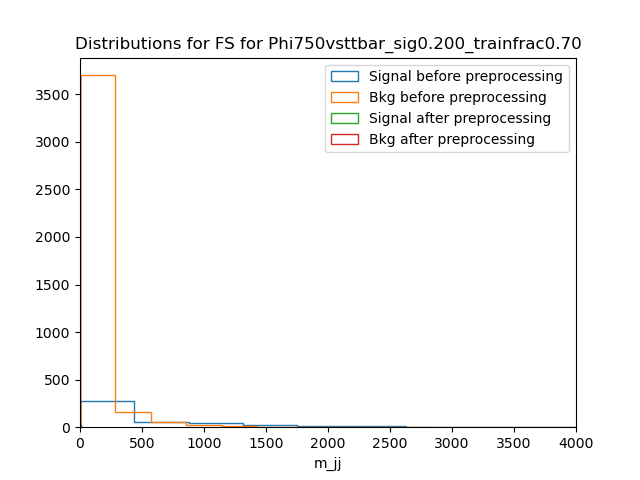 Distributions for FS for Phi750vsttbar_sig0.200_trainfrac0.70
Signal before preprocessing
Bkg before preprocessing
Signal after preprocessing
Bkg after preprocessing
3500
3000
2500
2000
1500
1000
500
0
0 500 1000 1500 2000 2500 3000 3500 4000
m_jj